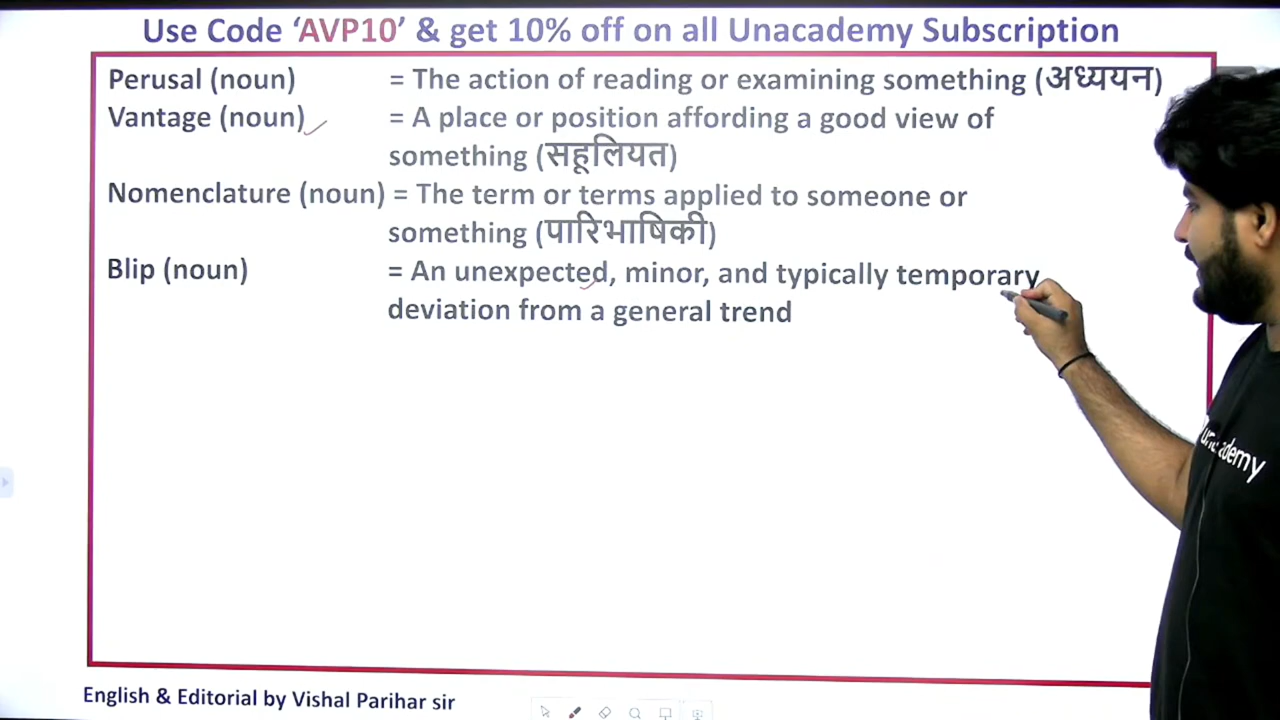 Use Code ‘AVP10’ & get 10% off on all Unacademy Subscription
Perusal (noun) = The action of reading or examining something (अध्ययन)
Vantage (noun) = A place or position affording a good view of
something (सहूलियत)
Nomenclature (noun) = The term or terms applied to someone or
something (पारिभाषिकी)
Blip (noun) = An unexpected, minor, and typically temporary
deviation from a general trend
unacademy
English & Editorial by Vishal Parihar sir